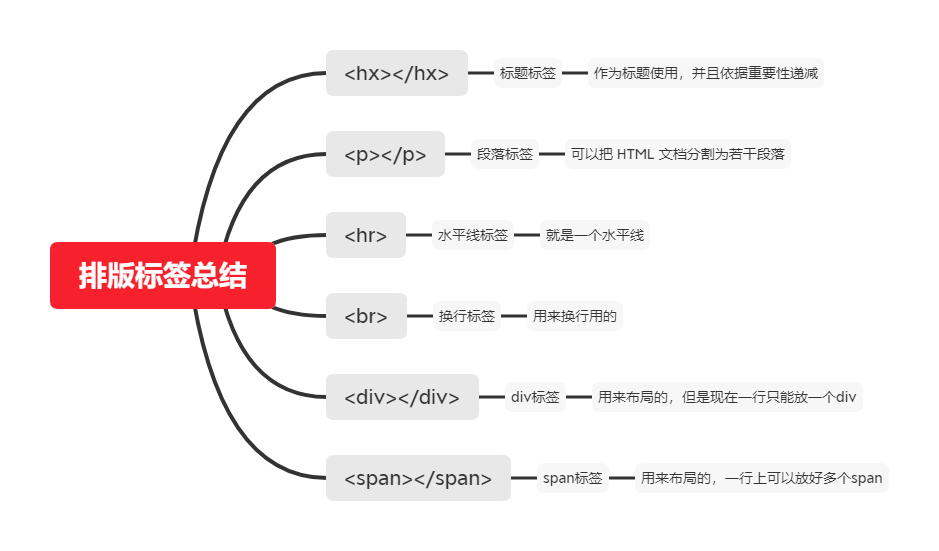 排版标签总结
<hx></hx>
标题标签
作为标题使用，并且依据重要性递减
<p></p>
段落标签
可以把 HTML 文档分割为若干段落
<hr>
水平线标签
就是一个水平线
<br>
换行标签
用来换行用的
<div></div>
div标签
用来布局的，但是现在一行只能放一个div
<span></span>
span标签
用来布局的，一行上可以放好多个span